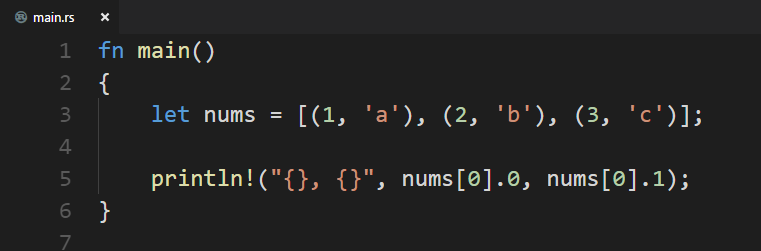 main.rs ×
1 fn main()
2 {
3     let nums = [(1, 'a'), (2, 'b'), (3, 'c')];
4
5     println!("{}, {}", nums[0].0, nums[0].1);
6 }
7